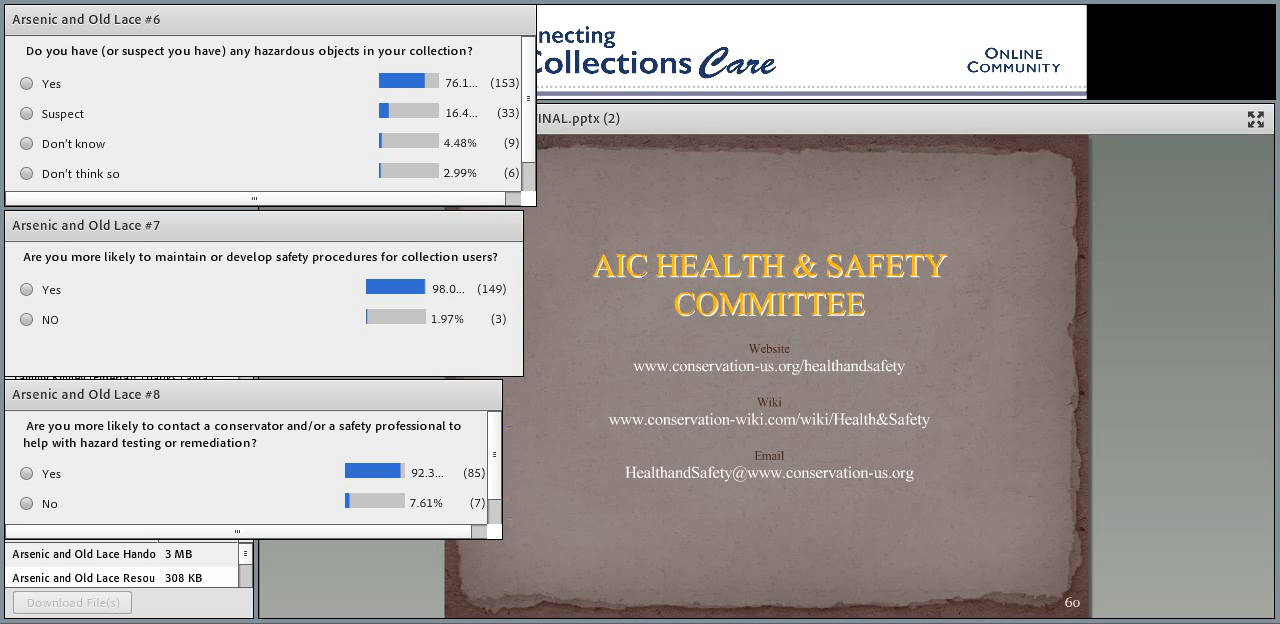 Arsenic and Old Lace #6
Do you have (or suspect you have) any hazardous objects in your collection?
Yes 76.1... (153)
Suspect 16.4... (33)
Don't know 4.48% (9)
Don't think so 2.99% (6)
Arsenic and Old Lace #7
Are you more likely to maintain or develop safety procedures for collection users?
Yes 98.0... (149)
NO 1.97% (3)
Arsenic and Old Lace #8
Are you more likely to contact a conservator and/or a safety professional to
help with hazard testing or remediation?
Yes 92.3... (85)
No 7.61% (7)
Arsenic and Old Lace Hando 3 MB
Arsenic and Old Lace Resou 308 KB
Download File(s)
nnecting
Collections Care
ONLINE
COMMUNITY
INAL.pptx (2)
AIC HEALTH & SAFETY
COMMITTEE
Website
www.conservation-us.org/healthandsafety
Wiki
www.conservation-wiki.com/wiki/Health&Safety
Email
HealthandSafety@www.conservation-us.org
60